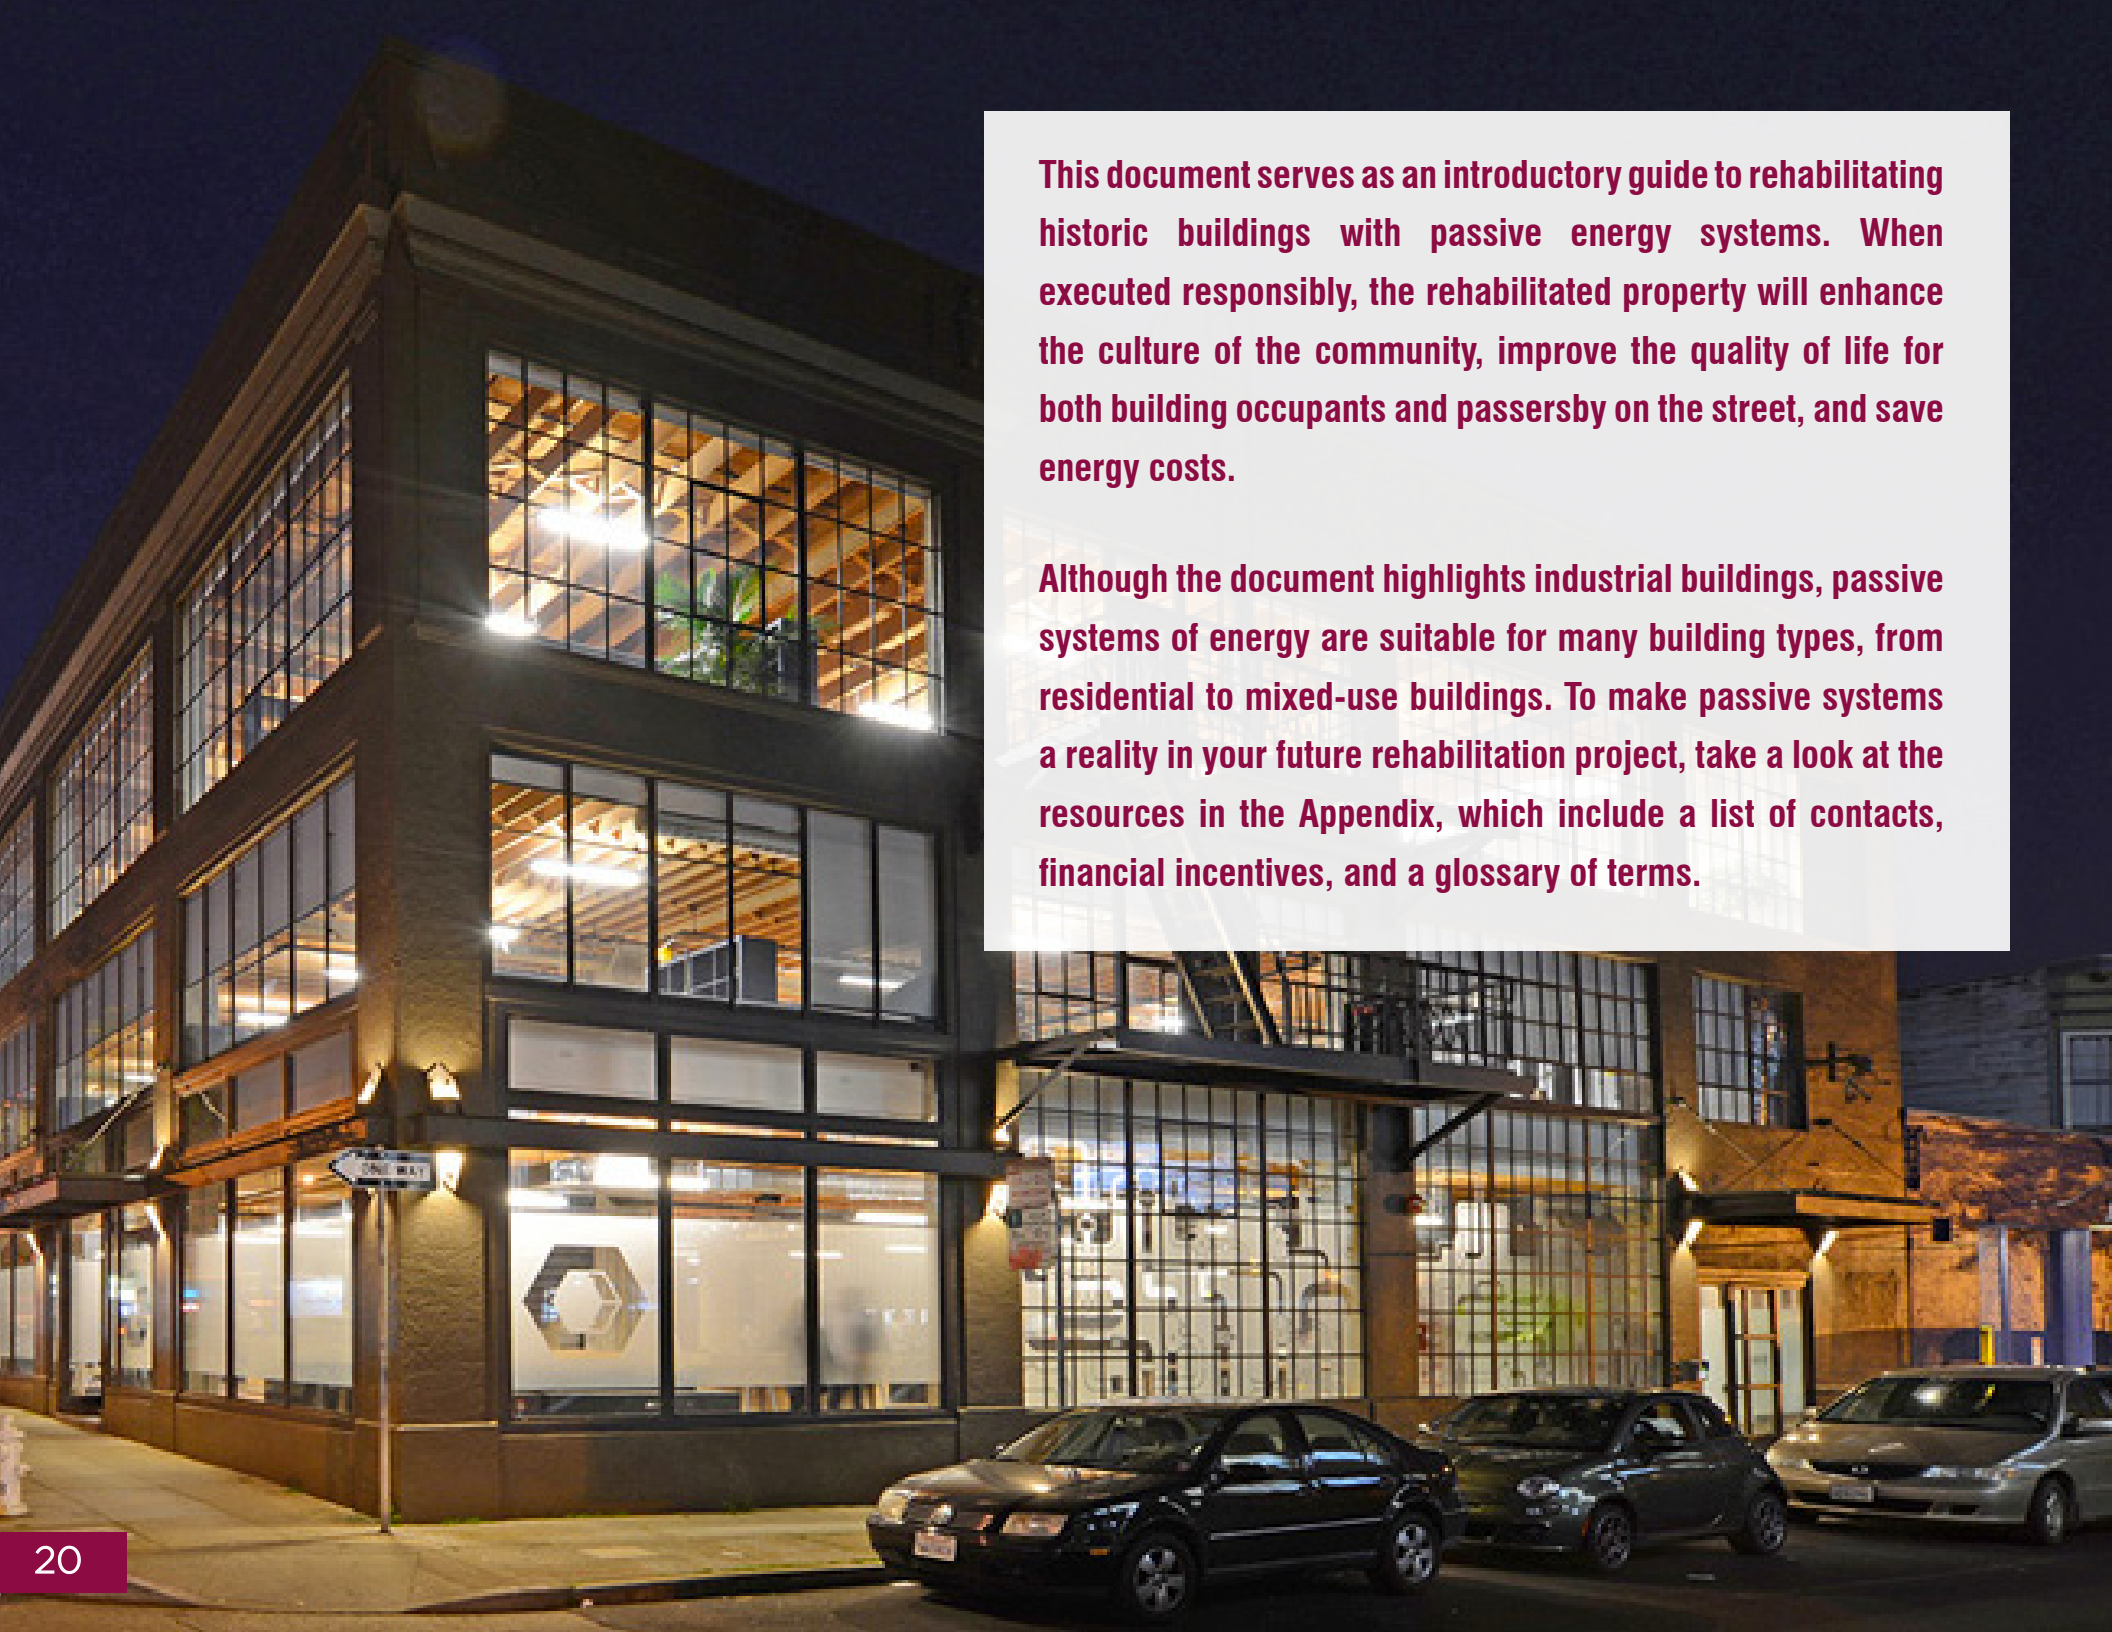 This document serves as an introductory guide to rehabilitating
historic buildings with passive energy systems. When
executed responsibly, the rehabilitated property will enhance
the culture of the community, improve the quality of life for
both building occupants and passersby on the street, and save
energy costs.
Although the document highlights industrial buildings, passive
systems of energy are suitable for many building types, from
residential to mixed-use buildings. To make passive systems
a reality in your future rehabilitation project, take a look at the
resources in the Appendix, which include a list of contacts,
financial incentives, and a glossary of terms.
ONE WAY
20